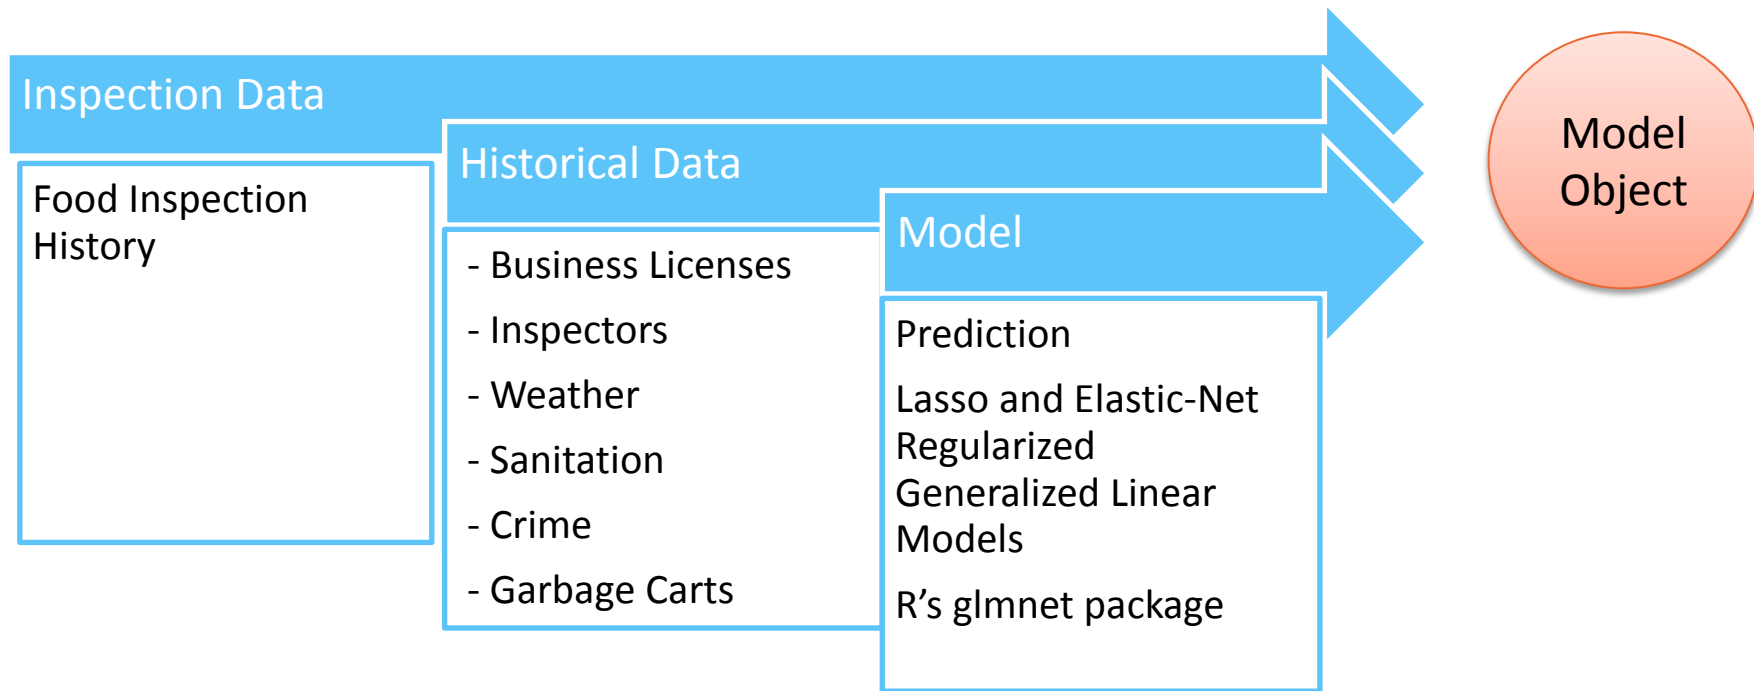 Inspection Data
Food Inspection
History
Historical Data
- Business Licenses
- Inspectors
- Weather
- Sanitation
- Crime
- Garbage Carts
Model
Prediction
Lasso and Elastic-Net
Regularized
Generalized Linear
Models
R’s glmnet package
Model
Object